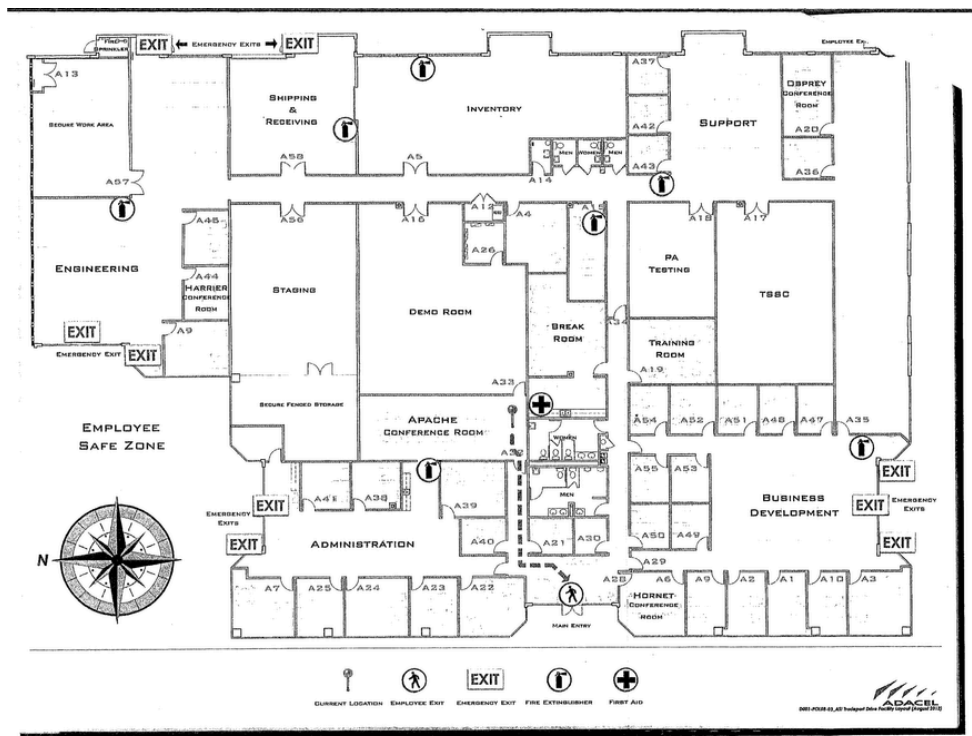 FIRE
SPRINKLER
EXIT
EMERGENCY EXITS
EXIT
EMPLOYEE EXIT
A13
SECURE WORK AREA
A57
SHIPPING
&
RECEIVING
A58
INVENTORY
A5
A14
MEN
WOMEN
MEN
A37
A42
A43
SUPPORT
OSPREY
CONFERENCE
ROOM
A20
A36
A45
A44
HARRIER
CONFERENCE
ROOM
A9
ENGINEERING
EXIT
EMERGENCY EXIT
EXIT
A56
STAGING
SECURE FENCED STORAGE
A16
DEMO ROOM
A33
A12
A26
A4
A15
BREAK
ROOM
A34
A18
PA
TESTING
TRAINING
ROOM
A19
A17
TSSC
A54
A52
A51
A48
A47
A35
EMPLOYEE
SAFE ZONE
APACHE
CONFERENCE ROOM
WOMEN
MEN
A41
A38
A39
A40
A21
A30
A55
A53
A50
A49
A29
BUSINESS
DEVELOPMENT
EXIT
EXIT
EMERGENCY
EXITS
EXIT
EXIT
EMERGENCY
EXITS
EXIT
ADMINISTRATION
N
A7
A25
A24
A23
A22
A28
MAIN ENTRY
A6
HORNET
CONFERENCE
ROOM
A9
A2
A1
A10
A3
EXIT
CURRENT LOCATION
EMPLOYEE EXIT
EMERGENCY EXIT
FIRE EXTINGUISHER
FIRST AID
ADACEL